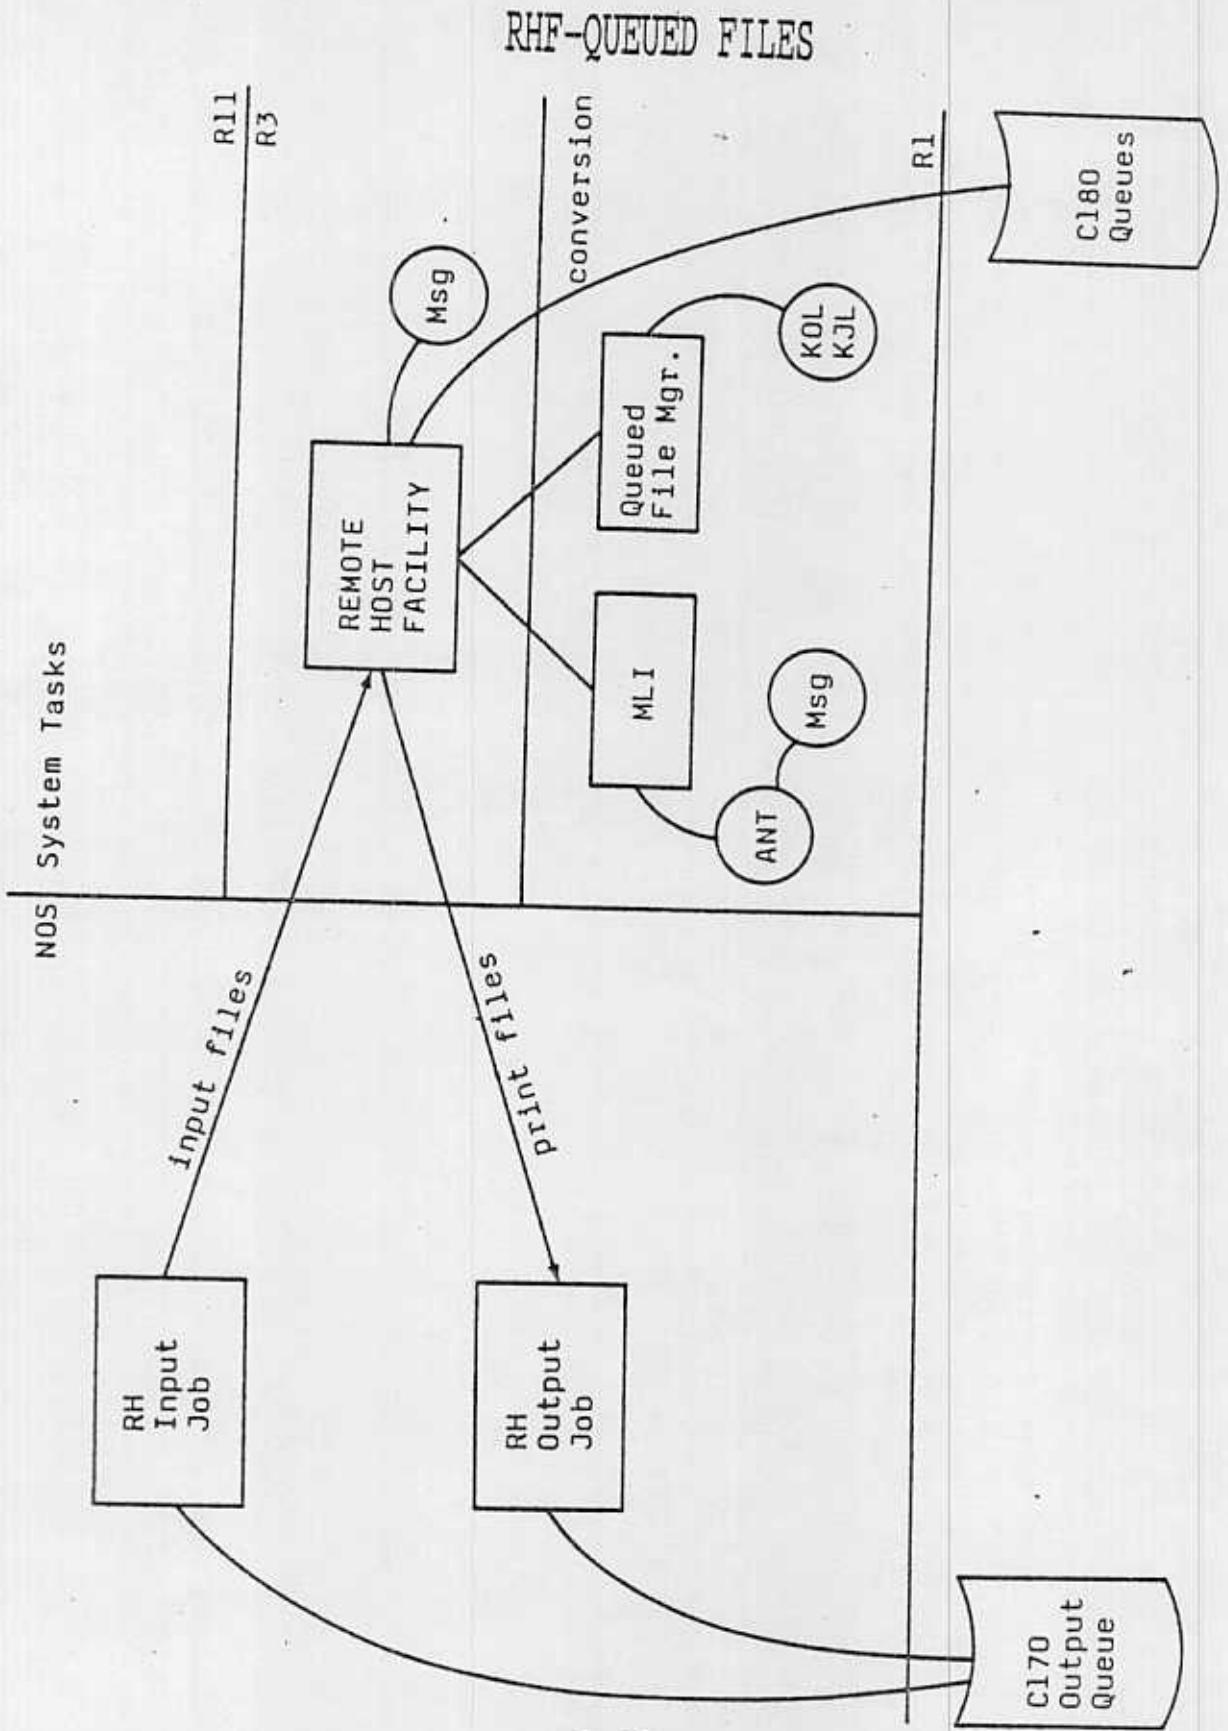 RHF-QUEUED FILES
NOS
System Tasks
R11
R3
RH
Input
Job
input files
REMOTE
HOST
FACILITY
Msg
RH
Output
Job
print files
conversion
MLI
Queued
File Mgr.
ANT
Msg
KOL
KJL
R1
C170
Output
Queue
C180
Queues